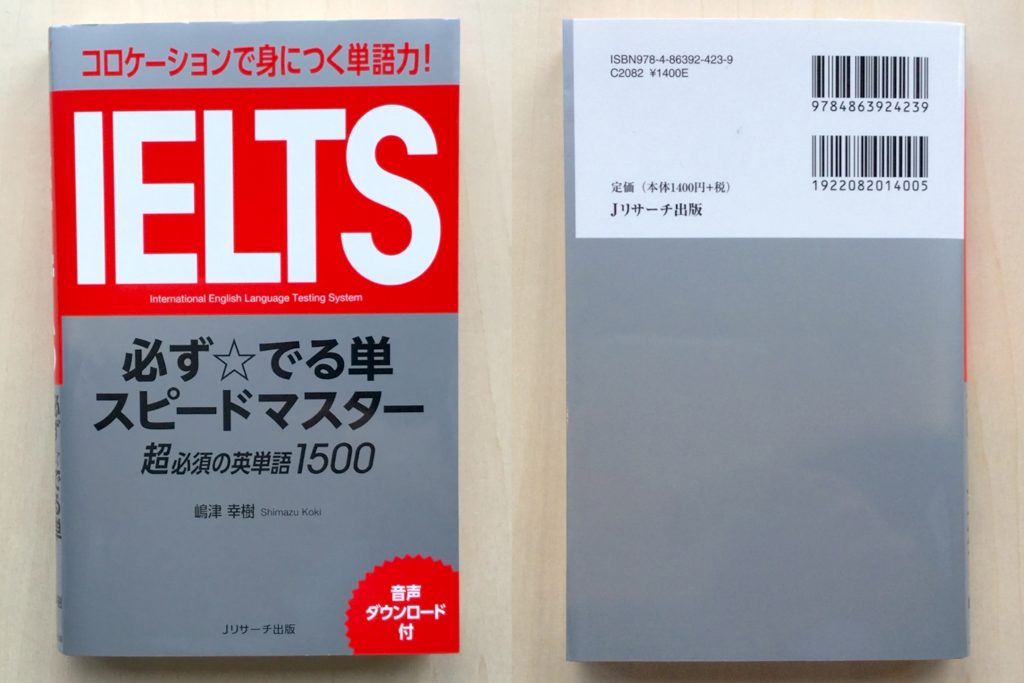 コロケーションで身につく単語力!
IELTS
International English Language Testing System
必ず☆でる単
スピードマスター
超必須の英単語1500
嶋津 幸樹 Shimazu Koki
音声
ダウンロード
付
Jリサーチ出版
ISBN978-4-86392-423-9
C2082 ¥1400E
9784863924239
1922082014005
定価（本体1400円+税）
Jリサーチ出版